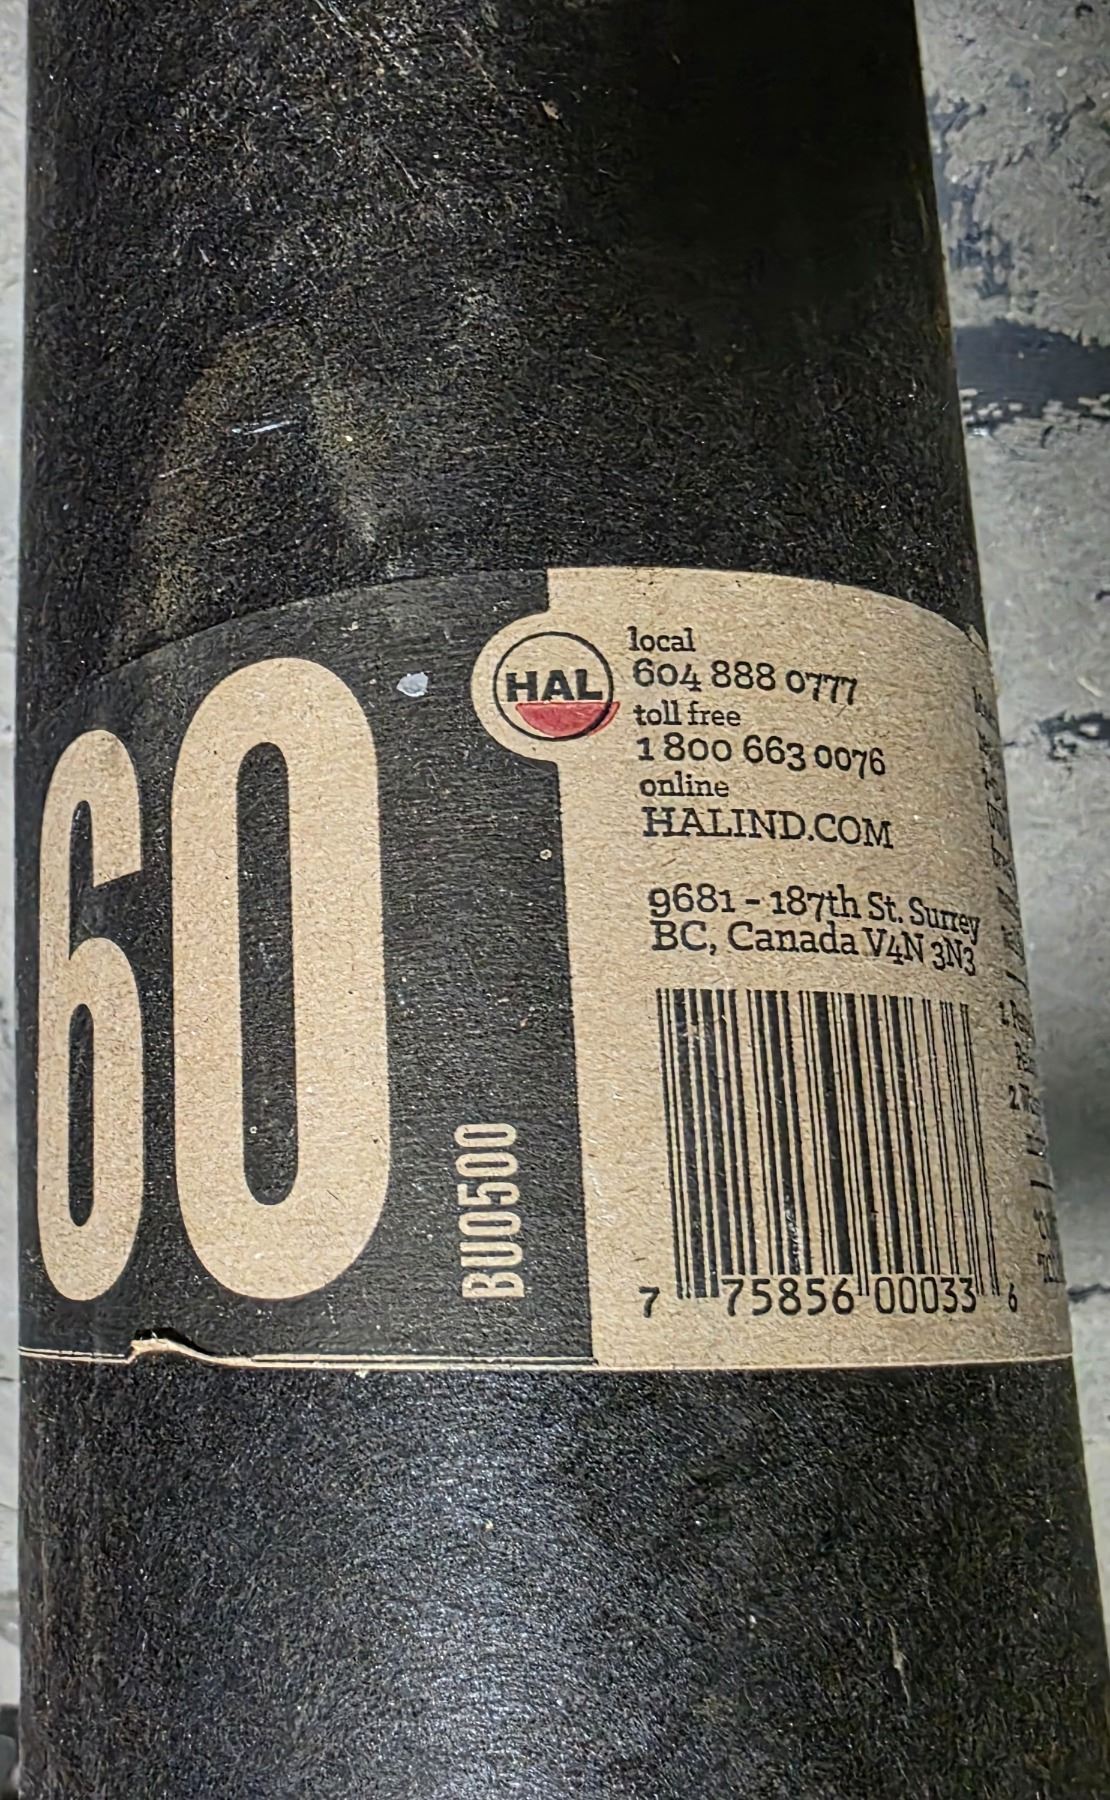 60
BU0500
HAL
local
604 888 0777
toll free
1 800 663 0076
online
HALIND.COM
9681 - 187th St. Surrey
BC, Canada V4N 3N3
7 75856 00033 6